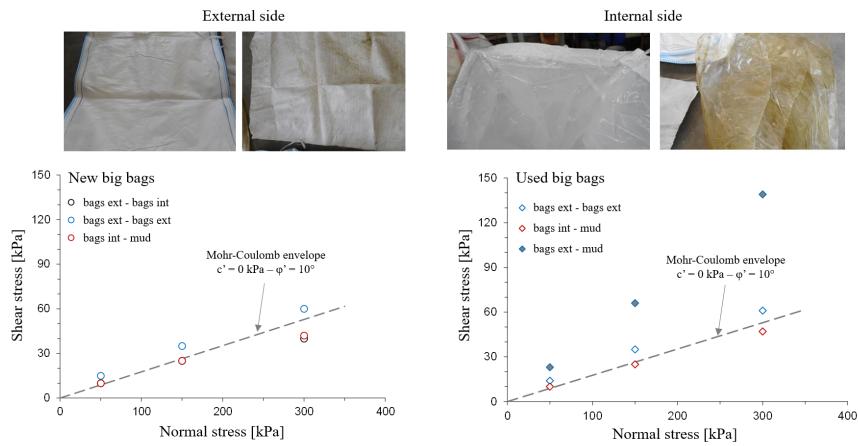 External side
Internal side
New big bags
bags ext - bags int
bags ext - bags ext
bags int - mud
Mohr-Coulomb envelope
c’ = 0 kPa – φ’ = 10°
Shear stress [kPa]
150
120
90
60
30
0
0 100 200 300 400
Normal stress [kPa]
Used big bags
bags ext - bags ext
bags int - mud
bags ext - mud
Mohr-Coulomb envelope
c’ = 0 kPa – φ’ = 10°
Shear stress [kPa]
150
120
90
60
30
0
0 100 200 300 400
Normal stress [kPa]